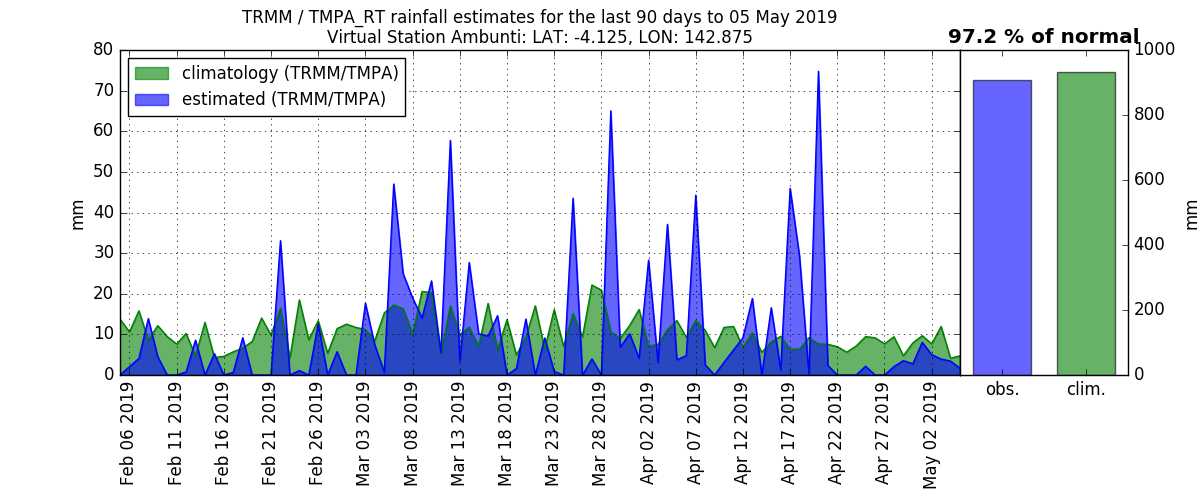 TRMM / TMPA_RT rainfall estimates for the last 90 days to 05 May 2019
Virtual Station Ambunti: LAT: -4.125, LON: 142.875
97.2 % of normal
climatology (TRMM/TMPA)
estimated (TRMM/TMPA)
80
70
60
50
40
30
20
10
0
mm
1000
800
600
400
200
0
mm
obs.
clim.
Feb 06 2019
Feb 11 2019
Feb 16 2019
Feb 21 2019
Feb 26 2019
Mar 03 2019
Mar 08 2019
Mar 13 2019
Mar 18 2019
Mar 23 2019
Mar 28 2019
Apr 02 2019
Apr 07 2019
Apr 12 2019
Apr 17 2019
Apr 22 2019
Apr 27 2019
May 02 2019